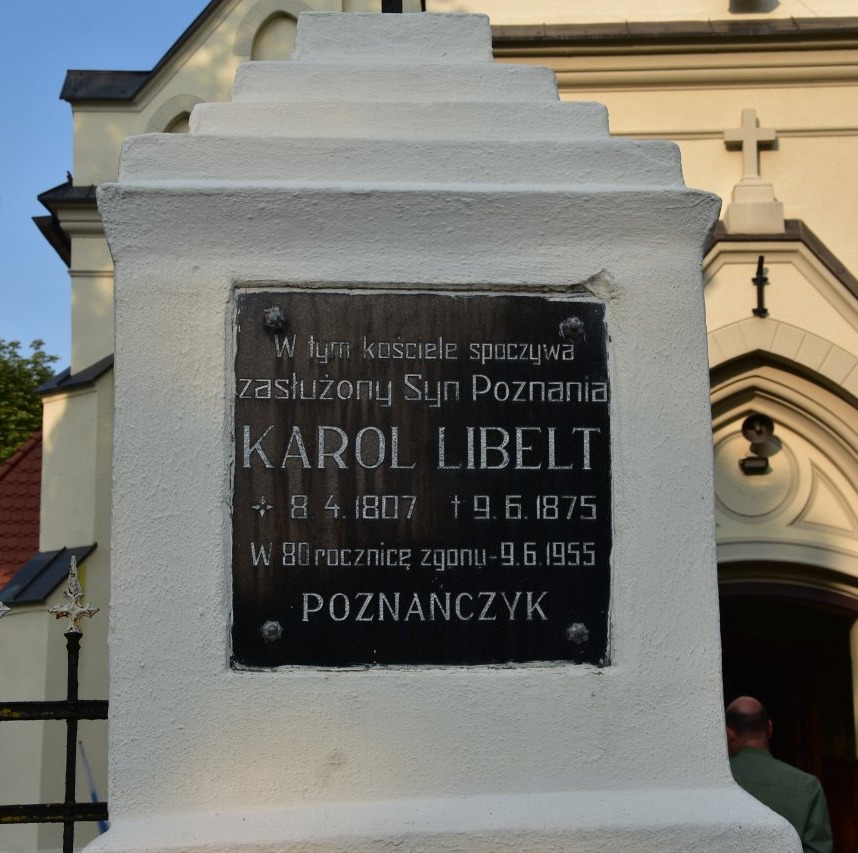 W tym kościele spoczywa
zasłużony Syn Poznania
KAROL LIBELT
✧ 8 4.1807 † 9.6.1875
W 80 rocznicę zgonu-9.6.1955
POZNAŃCZYK